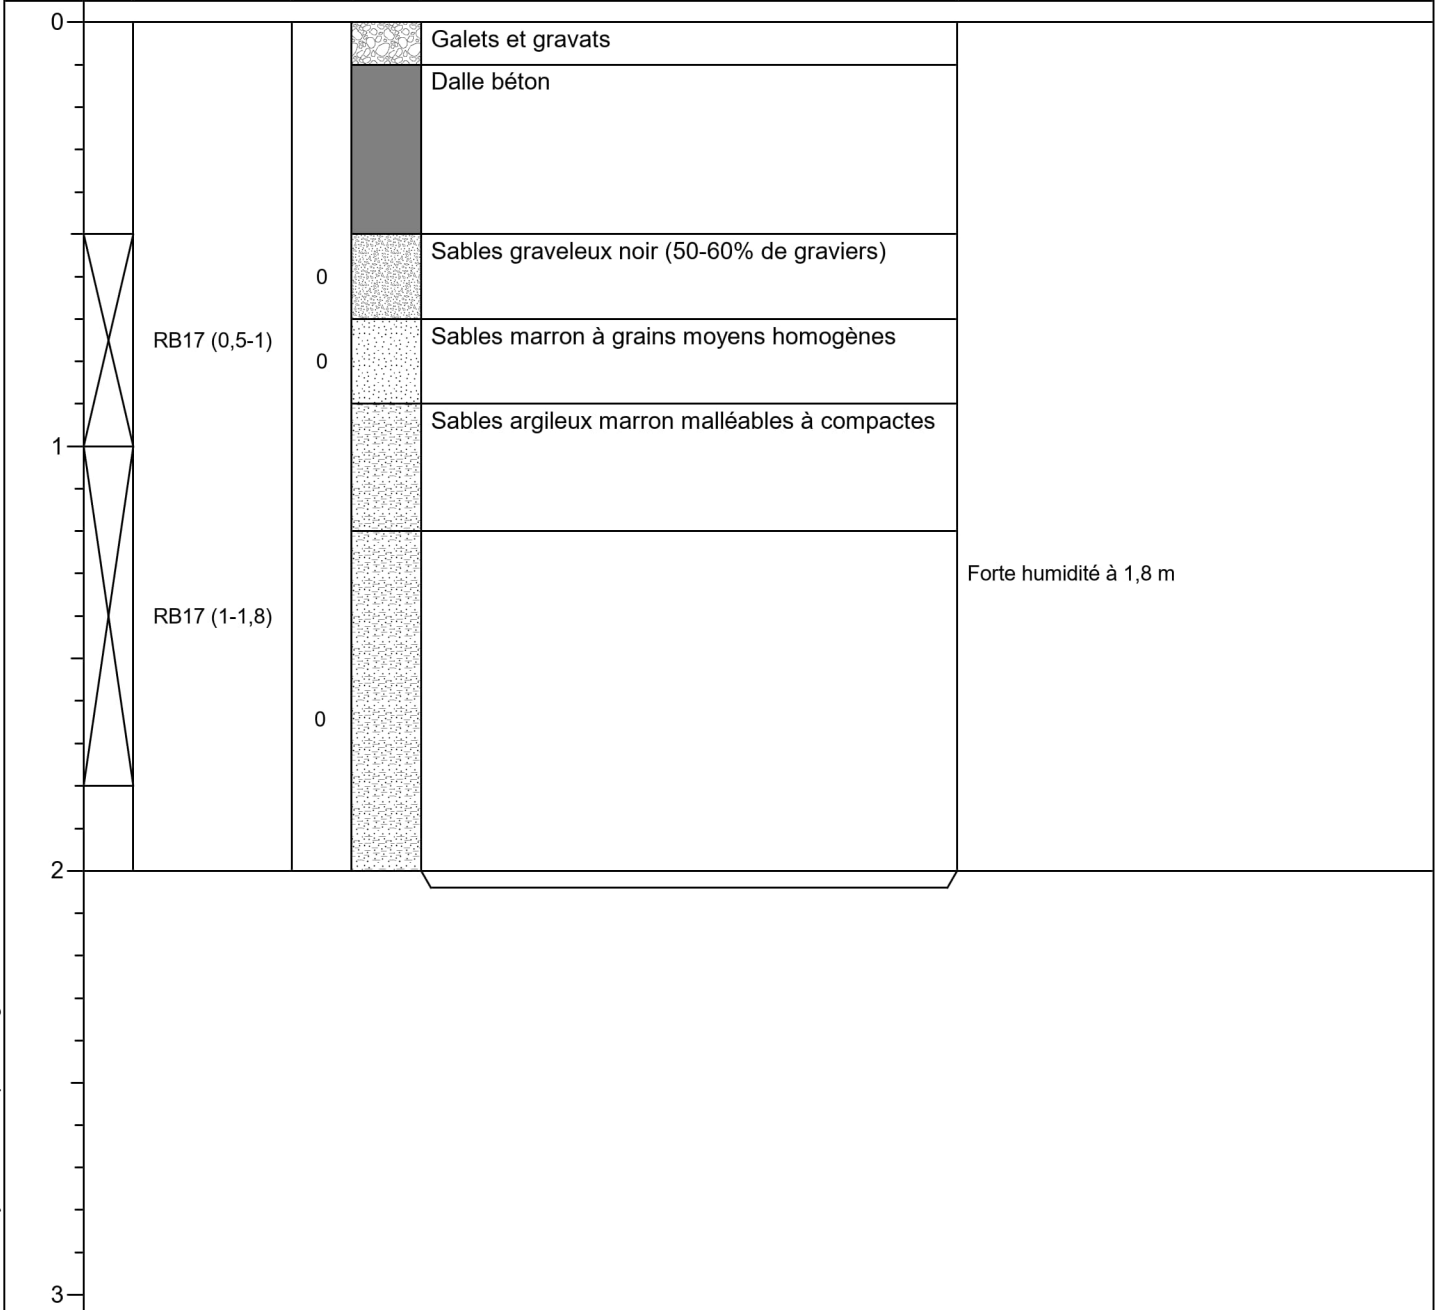 0
Galets et gravats
Dalle béton
Sables graveleux noir (50-60% de graviers)
0
Sables marron à grains moyens homogènes
RB17 (0,5-1)
0
Sables argileux marron malléables à compactes
1
Forte humidité à 1,8 m
RB17 (1-1,8)
0
2
3